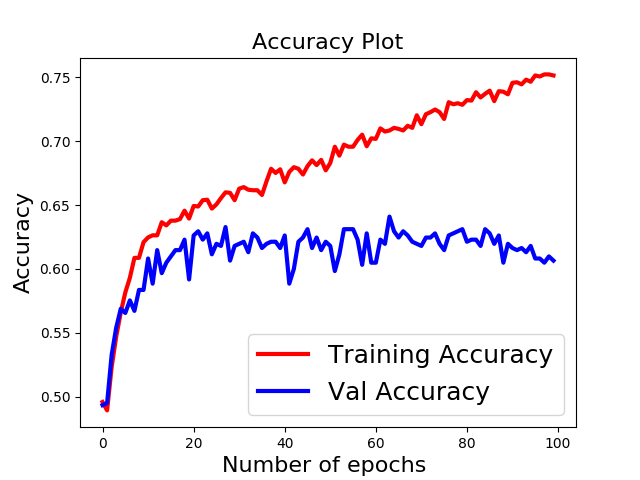 Accuracy Plot
0.75
0.70
0.65
0.60
0.55
0.50
Accuracy
Training Accuracy
Val Accuracy
0 20 40 60 80 100
Number of epochs